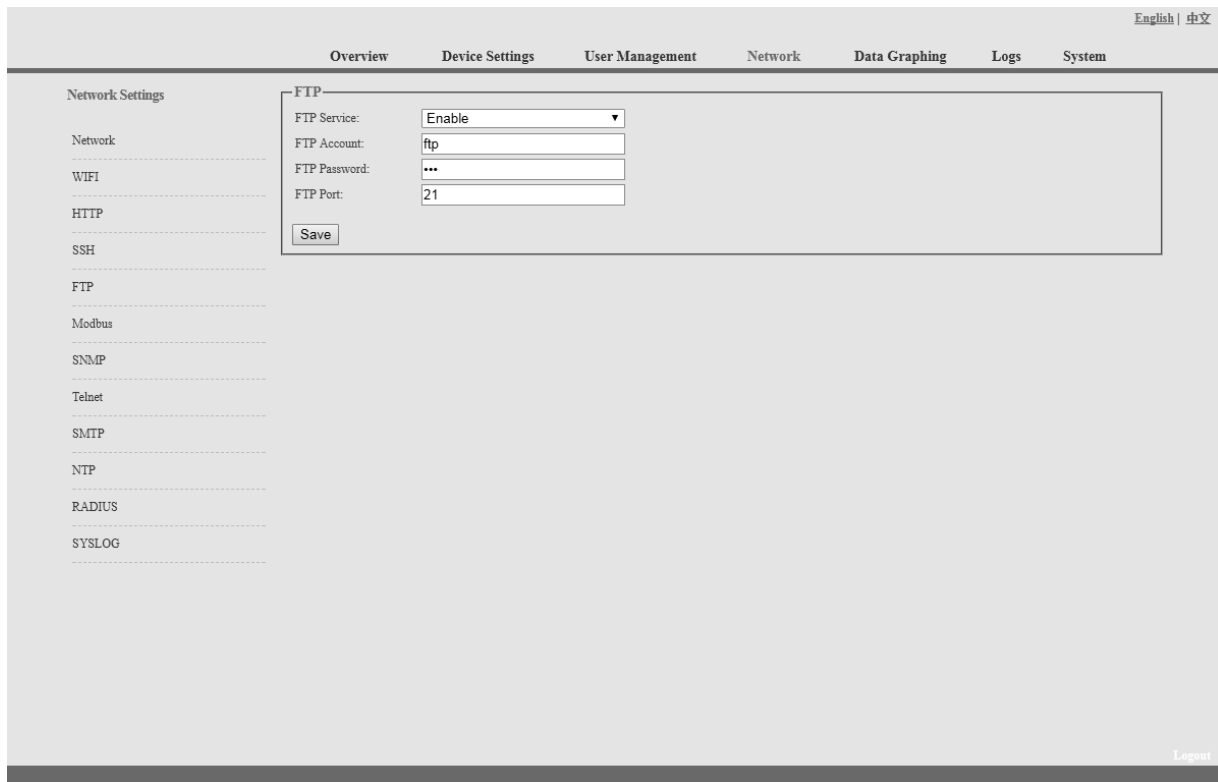 English | 中文
Overview Device Settings User Management Network Data Graphing Logs System
Network Settings
Network
WIFI
HTTP
SSH
FTP
Modbus
SNMP
Telnet
SMTP
NTP
RADIUS
SYSLOG
FTP
FTP Service: Enable
FTP Account: ftp
FTP Password: •••
FTP Port: 21
Save
Logout